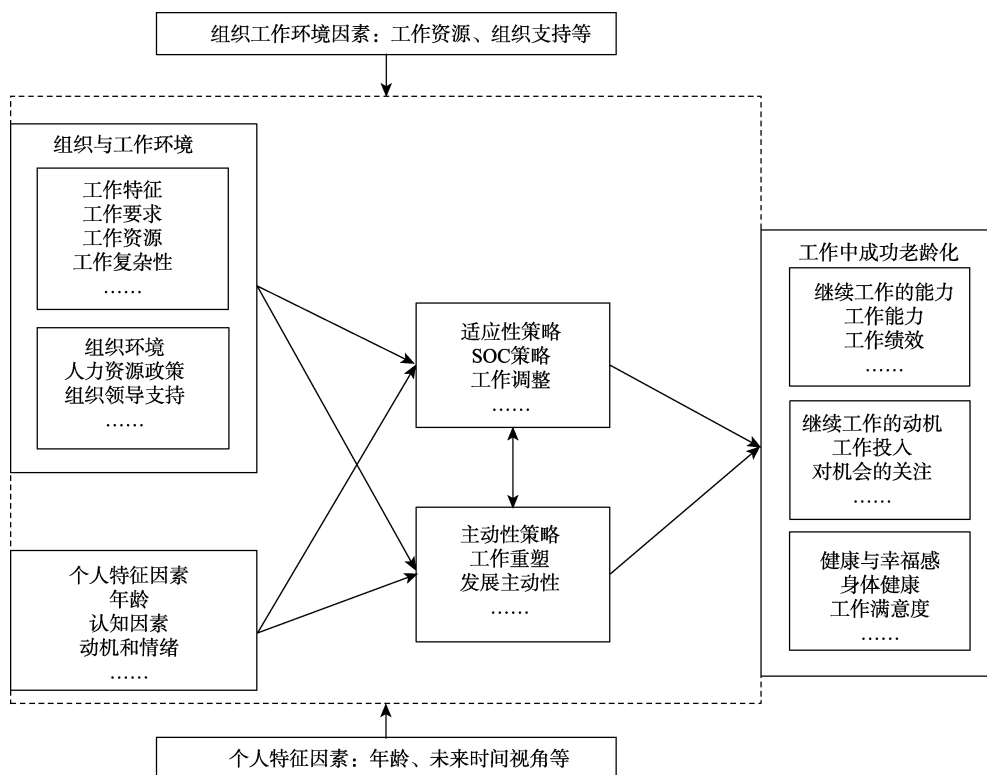 组织工作环境因素：工作资源、组织支持等
组织与工作环境
工作特征
工作要求
工作资源
工作复杂性
……
组织环境
人力资源政策
组织领导支持
……
个人特征因素
年龄
认知因素
动机和情绪
……
适应性策略
SOC策略
工作调整
……
主动性策略
工作重塑
发展主动性
……
工作中成功老龄化
继续工作的能力
工作能力
工作绩效
……
继续工作的动机
工作投入
对机会的关注
……
健康与幸福感
身体健康
工作满意度
……
个人特征因素：年龄、未来时间视角等